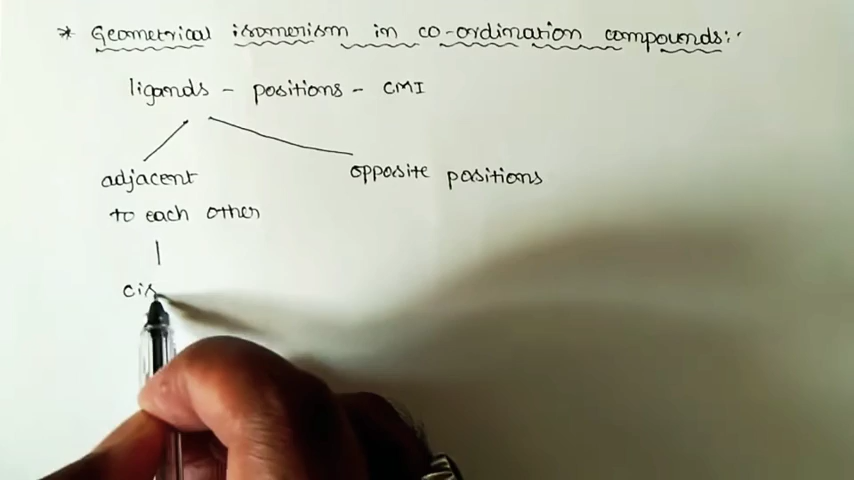 * Geometrical isomerism in co-ordination compounds:-
ligands - positions - CMI
adjacent opposite positions
to each other
cis